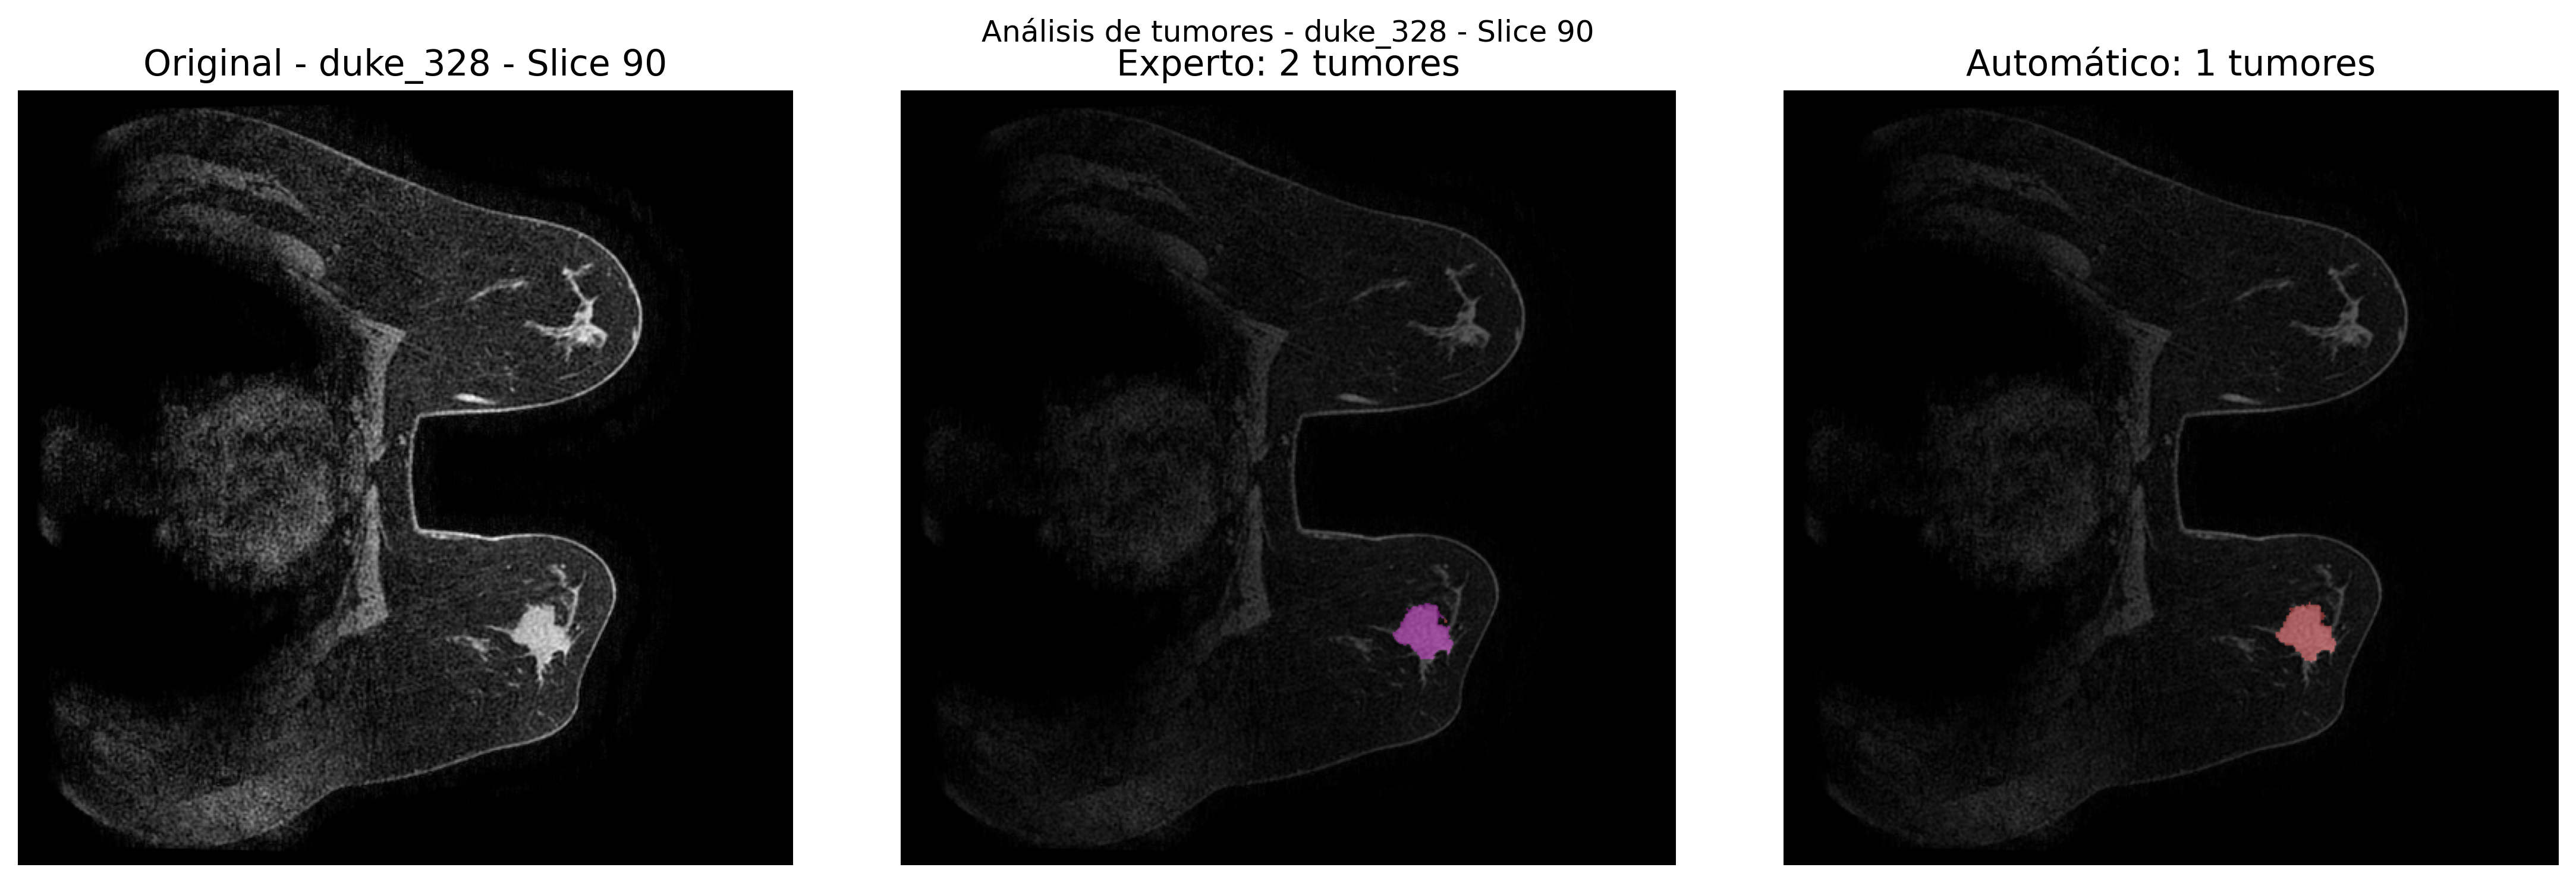 Análisis de tumores - duke_328 - Slice 90
Original - duke_328 - Slice 90
Experto: 2 tumores
Automático: 1 tumores